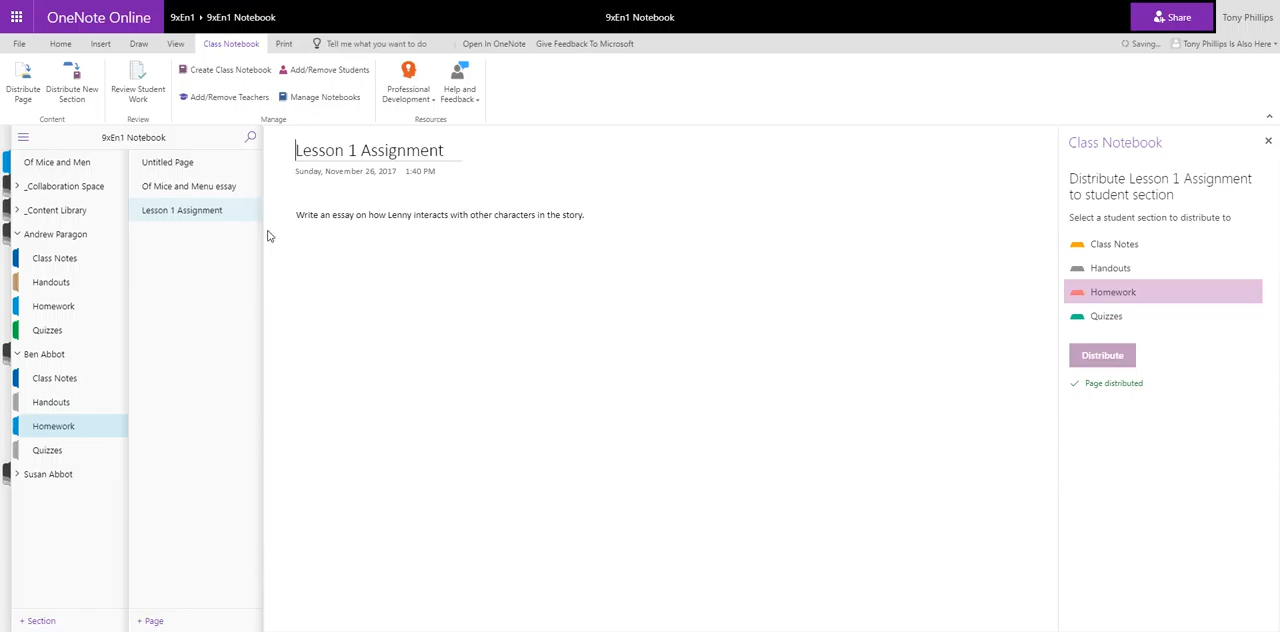 OneNote Online
9xEn1 ▸ 9xEn1 Notebook
9xEn1 Notebook
Share
Tony Phillips
File
Home
Insert
Draw
View
Class Notebook
Print
Tell me what you want to do
Open In OneNote
Give Feedback To Microsoft
Saving...
Tony Phillips Is Also Here
Distribute
Page
Distribute New
Section
Content
Review Student
Work
Review
Create Class Notebook
Add/Remove Students
Add/Remove Teachers
Manage Notebooks
Manage
Professional
Development
Help and
Feedback
Resources
9xEn1 Notebook
Of Mice and Men
_Collaboration Space
_Content Library
Andrew Paragon
Class Notes
Handouts
Homework
Quizzes
Ben Abbot
Class Notes
Handouts
Homework
Quizzes
Susan Abbot
+ Section
Untitled Page
Of Mice and Menu essay
Lesson 1 Assignment
+ Page
Lesson 1 Assignment
Sunday, November 26, 2017 1:40 PM
Write an essay on how Lenny interacts with other characters in the story.
Class Notebook
Distribute Lesson 1 Assignment
to student section
Select a student section to distribute to
Class Notes
Handouts
Homework
Quizzes
Distribute
Page distributed